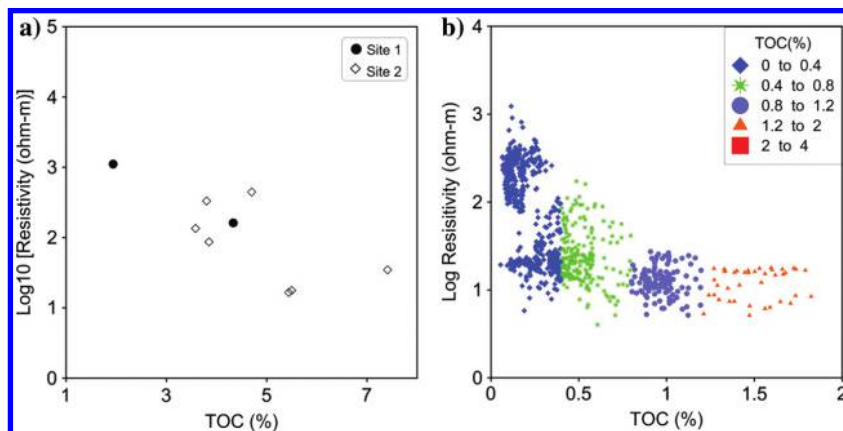 a)
Log10 [Resistivity (ohm-m)]
5
4
3
2
1
0
1 3 5 7
TOC (%)
Site 1
Site 2
b)
Log Resisitivity (ohm-m)
4
3
2
1
0
0 0.5 1 1.5 2
TOC (%)
TOC(%)
0 to 0.4
0.4 to 0.8
0.8 to 1.2
1.2 to 2
2 to 4